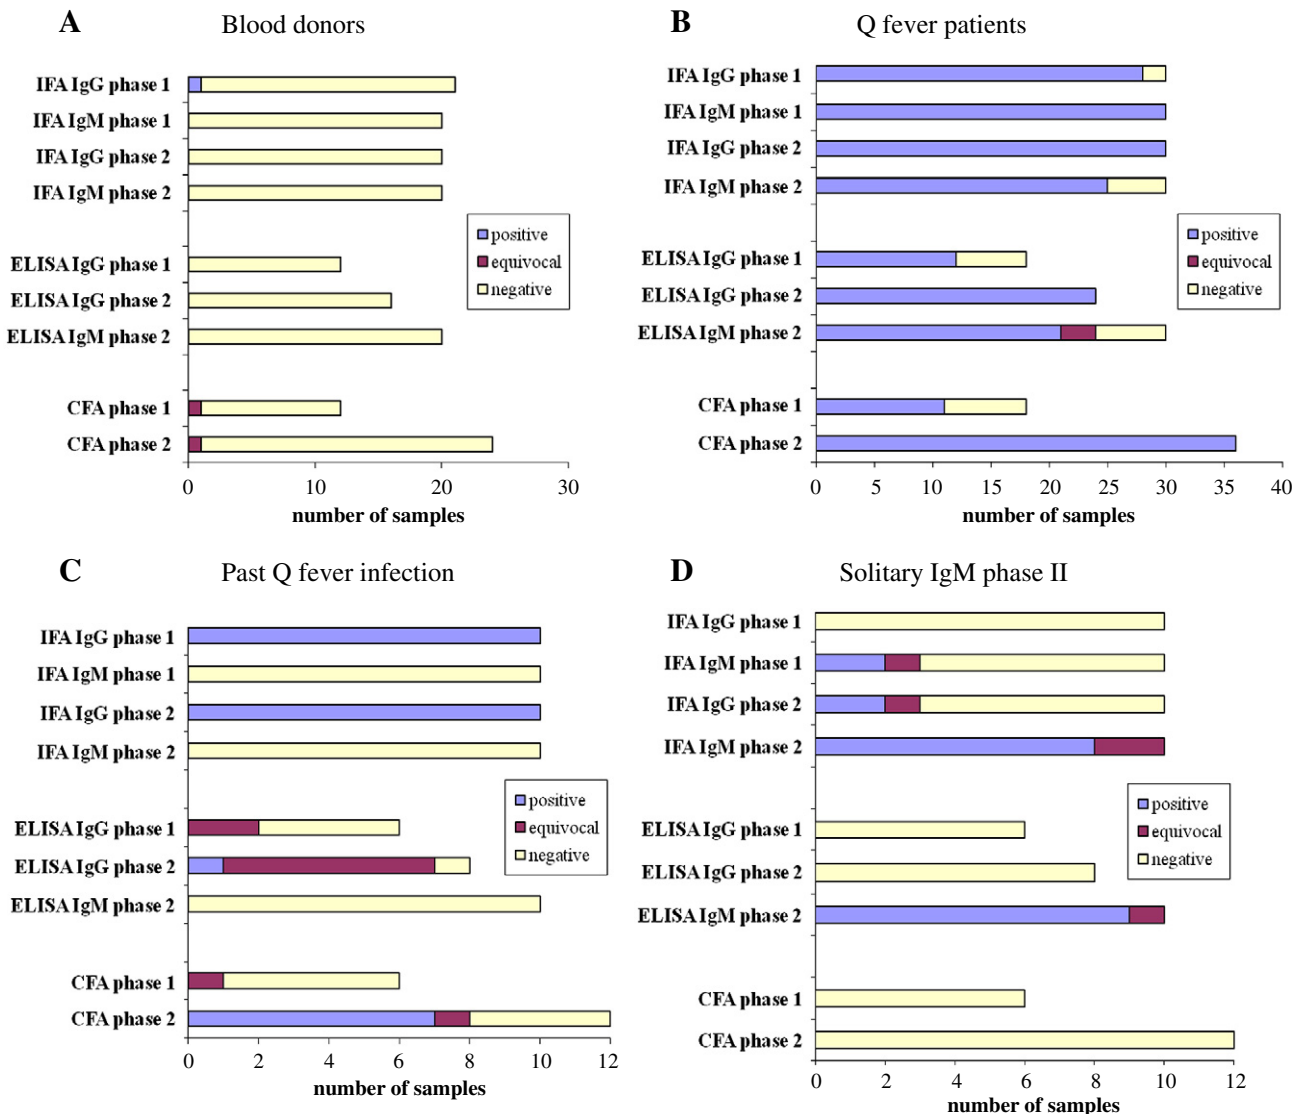 A Blood donors
IFA IgG phase 1
IFA IgM phase 1
IFA IgG phase 2
IFA IgM phase 2
ELISA IgG phase 1
ELISA IgG phase 2
ELISA IgM phase 2
CFA phase 1
CFA phase 2
positive
equivocal
negative
0 10 20 30
number of samples
B Q fever patients
IFA IgG phase 1
IFA IgM phase 1
IFA IgG phase 2
IFA IgM phase 2
ELISA IgG phase 1
ELISA IgG phase 2
ELISA IgM phase 2
CFA phase 1
CFA phase 2
positive
equivocal
negative
0 5 10 15 20 25 30 36 40
number of samples
C Past Q fever infection
IFA IgG phase 1
IFA IgM phase 1
IFA IgG phase 2
IFA IgM phase 2
ELISA IgG phase 1
ELISA IgG phase 2
ELISA IgM phase 2
CFA phase 1
CFA phase 2
positive
equivocal
negative
0 2 4 6 8 10 12
number of samples
D Solitary IgM phase II
IFA IgG phase 1
IFA IgM phase 1
IFA IgG phase 2
IFA IgM phase 2
ELISA IgG phase 1
ELISA IgG phase 2
ELISA IgM phase 2
CFA phase 1
CFA phase 2
positive
equivocal
negative
0 2 4 6 8 10 12
number of samples